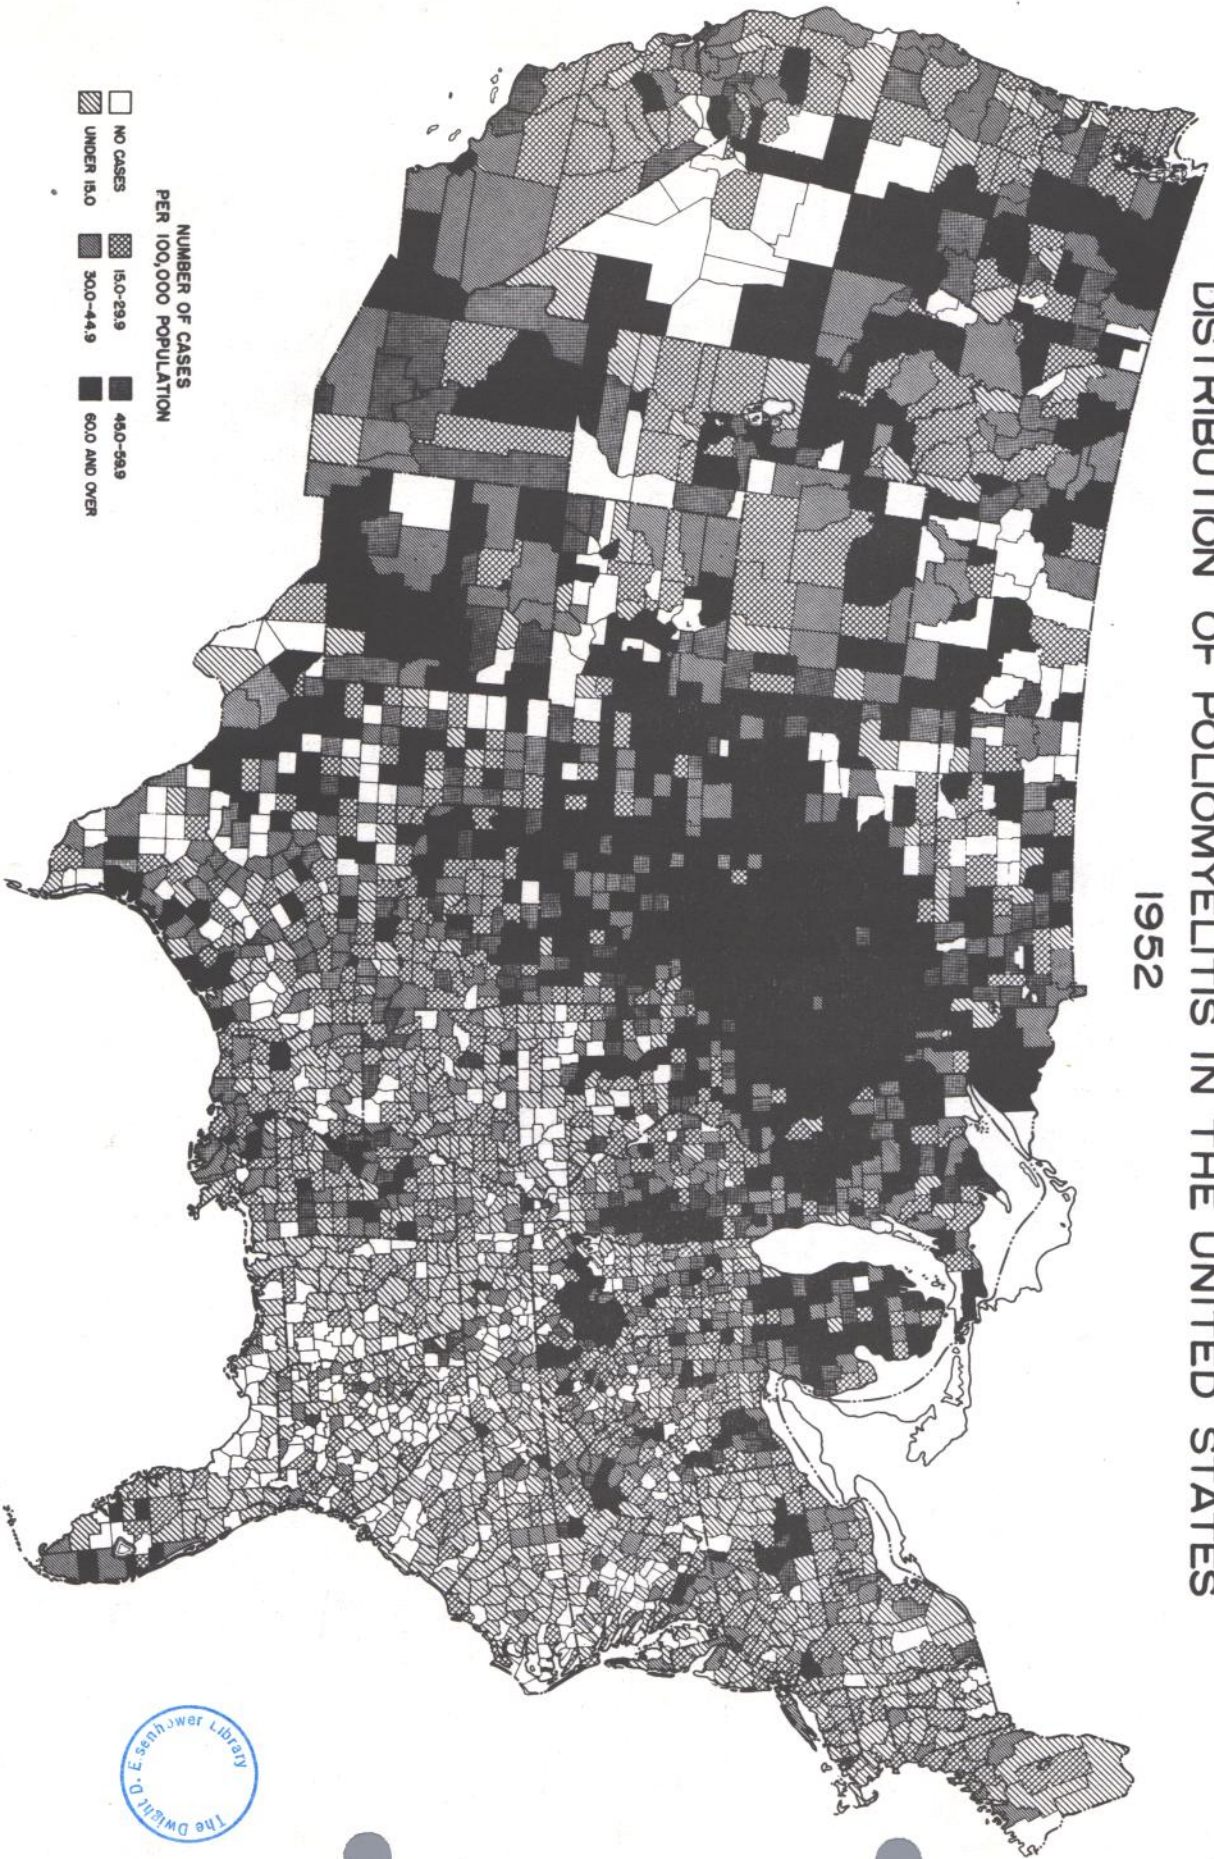 DISTRIBUTION OF POLIOMYELITIS IN THE UNITED STATES
1952
NUMBER OF CASES
PER 100,000 POPULATION
NO CASES 15.0-29.9 45.0-59.9
UNDER 15.0 30.0-44.9 60.0 AND OVER
The Dwight D. Eisenhower Library